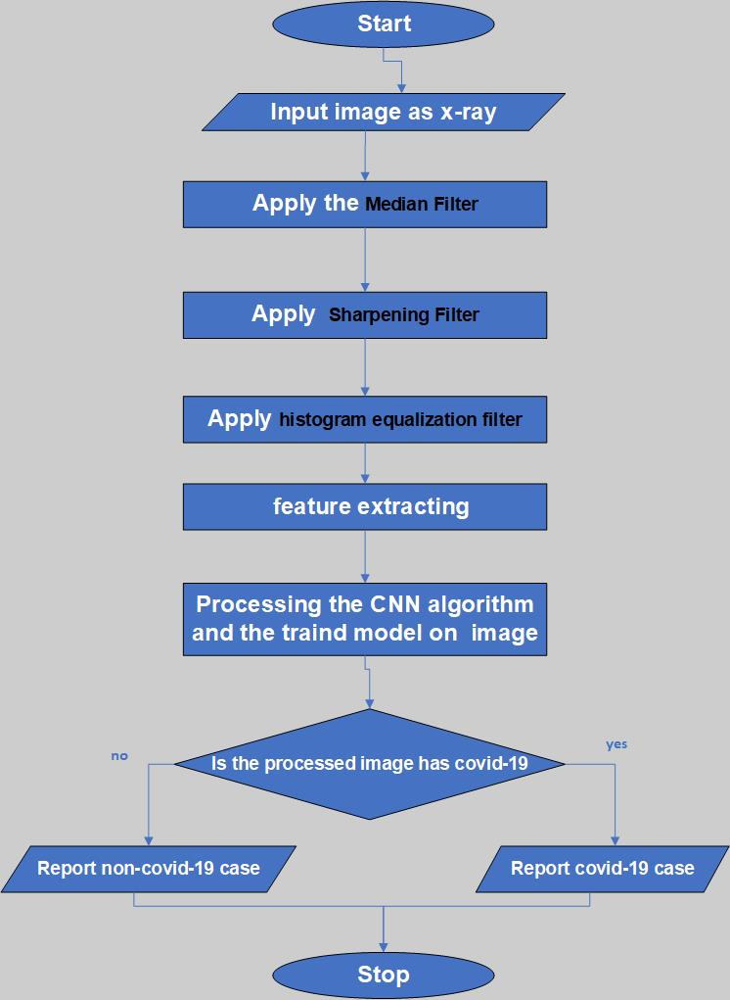 Start
Input image as x-ray
Apply the Median Filter
Apply Sharpening Filter
Apply histogram equalization filter
feature extracting
Processing the CNN algorithm
and the traind model on image
Is the processed image has covid-19
no
yes
Report non-covid-19 case
Report covid-19 case
Stop